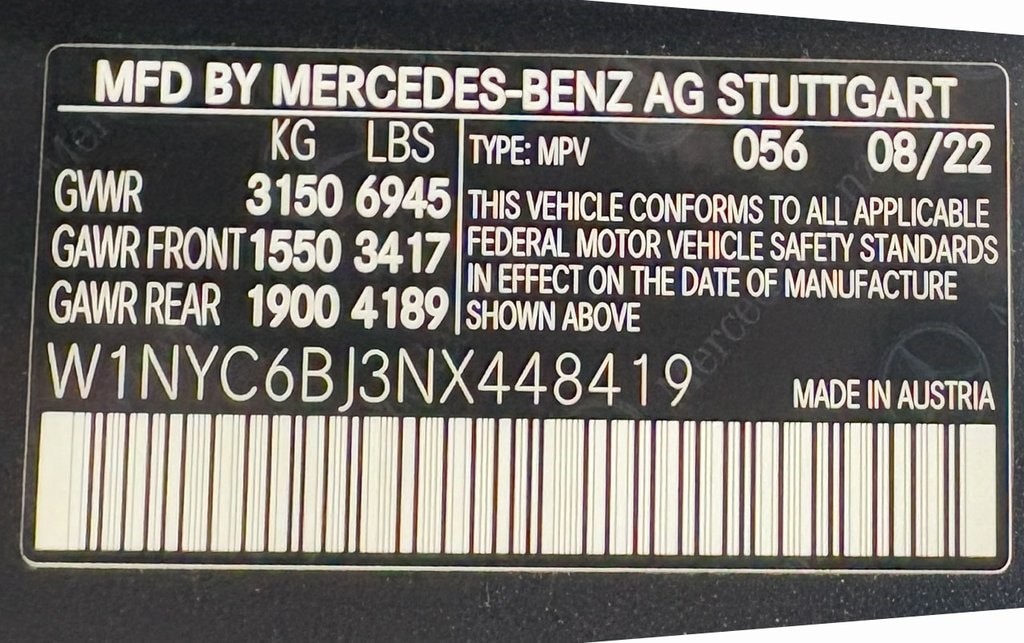 MFD BY MERCEDES-BENZ AG STUTTGART
KG LBS
GVWR 3150 6945
GAWR FRONT 1550 3417
GAWR REAR 1900 4189
TYPE: MPV 056 08/22
THIS VEHICLE CONFORMS TO ALL APPLICABLE
FEDERAL MOTOR VEHICLE SAFETY STANDARDS
IN EFFECT ON THE DATE OF MANUFACTURE
SHOWN ABOVE
W1NYC6BJ3NX448419
MADE IN AUSTRIA